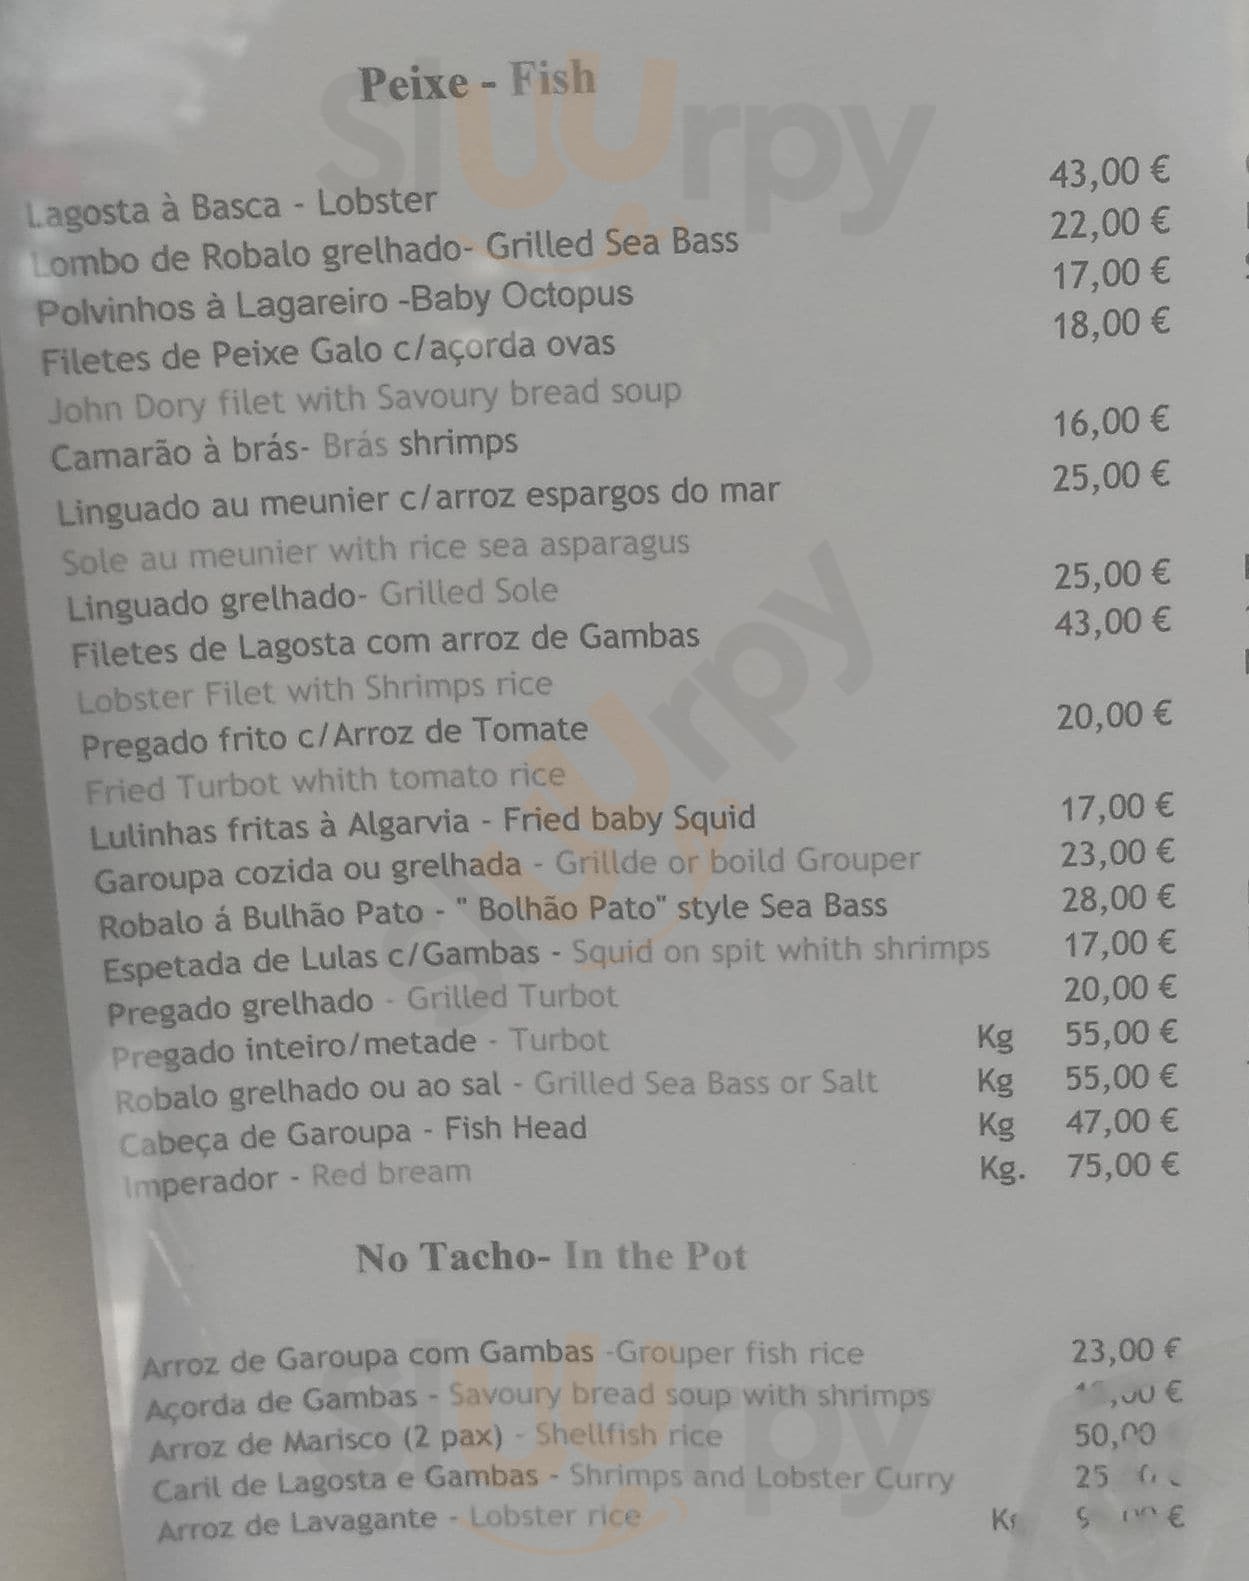 Peixe - Fish
Lagosta à Basca - Lobster 43,00 €
Lombo de Robalo grelhado- Grilled Sea Bass 22,00 €
Polvinhos à Lagareiro -Baby Octopus 17,00 €
Filetes de Peixe Galo c/açorda ovas 18,00 €
John Dory filet with Savoury bread soup
Camarão à brás- Brás shrimps 16,00 €
Linguado au meunier c/arroz espargos do mar 25,00 €
Sole au meunier with rice sea asparagus
Linguado grelhado- Grilled Sole 25,00 €
Filetes de Lagosta com arroz de Gambas 43,00 €
Lobster Filet with Shrimps rice
Pregado frito c/Arroz de Tomate 20,00 €
Fried Turbot whith tomato rice
Lulinhas fritas à Algarvia - Fried baby Squid 17,00 €
Garoupa cozida ou grelhada - Grillde or boild Grouper 23,00 €
Robalo á Bulhão Pato - " Bolhão Pato" style Sea Bass 28,00 €
Espetada de Lulas c/Gambas - Squid on spit whith shrimps 17,00 €
Pregado grelhado - Grilled Turbot 20,00 €
Pregado inteiro/metade - Turbot Kg 55,00 €
Robalo grelhado ou ao sal - Grilled Sea Bass or Salt Kg 55,00 €
Cabeça de Garoupa - Fish Head Kg 47,00 €
Imperador - Red bream Kg. 75,00 €
No Tacho- In the Pot
Arroz de Garoupa com Gambas -Grouper fish rice 23,00 €
Açorda de Gambas - Savoury bread soup with shrimps €
Arroz de Marisco (2 pax) - Shellfish rice 50,00
Caril de Lagosta e Gambas - Shrimps and Lobster Curry 25
Arroz de Lavagante - Lobster rice €
sluurpy
sluurpy
sluurpy